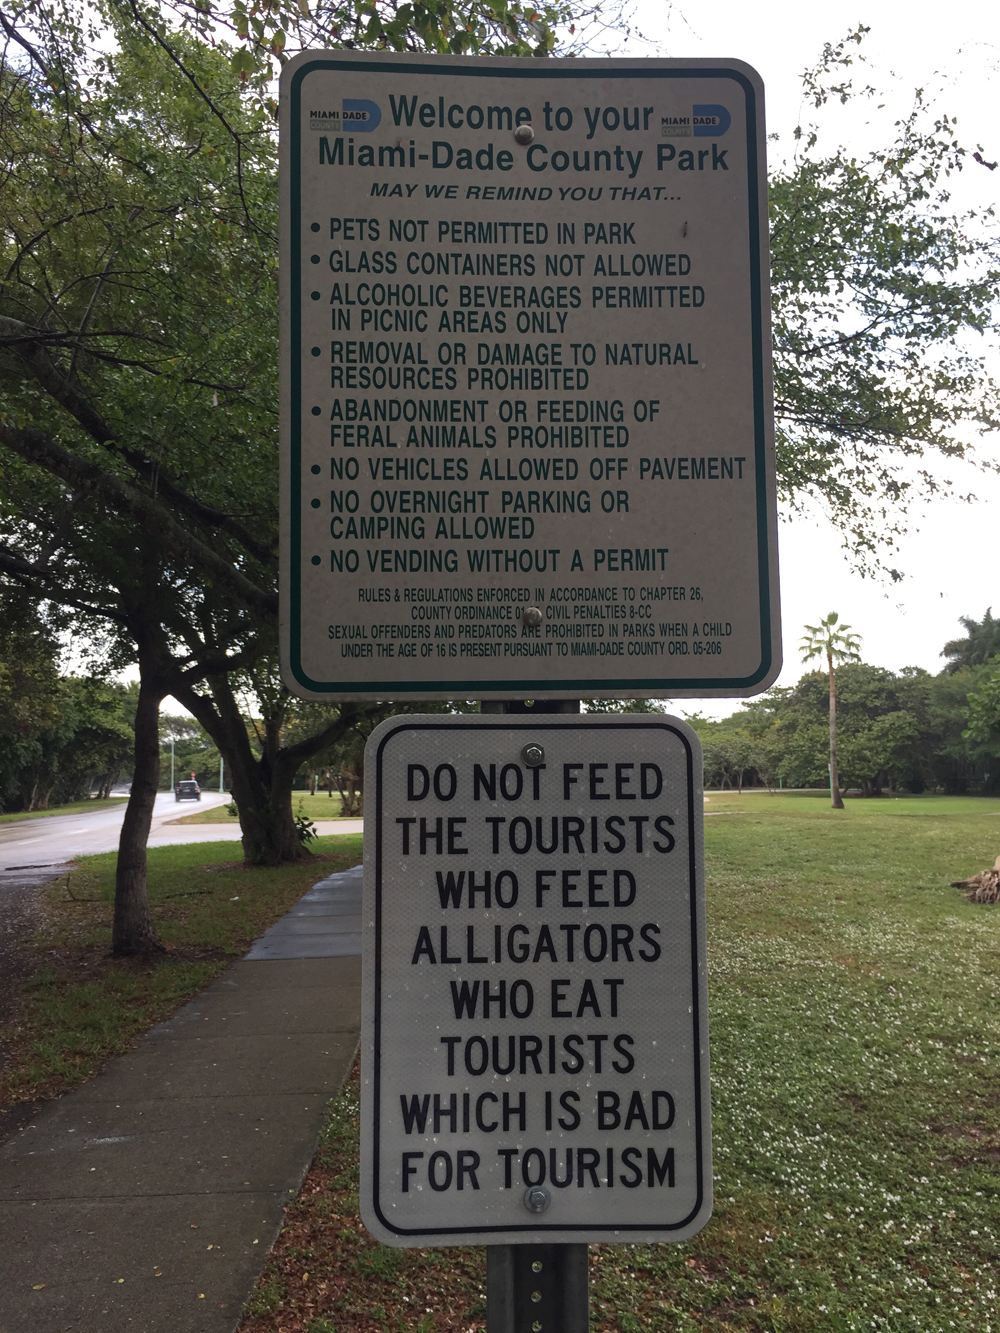 MIAMI DADE
COUNTY
Welcome to your
MIAMI DADE
COUNTY
Miami-Dade County Park
MAY WE REMIND YOU THAT...
• PETS NOT PERMITTED IN PARK
• GLASS CONTAINERS NOT ALLOWED
• ALCOHOLIC BEVERAGES PERMITTED
IN PICNIC AREAS ONLY
• REMOVAL OR DAMAGE TO NATURAL
RESOURCES PROHIBITED
• ABANDONMENT OR FEEDING OF
FERAL ANIMALS PROHIBITED
• NO VEHICLES ALLOWED OFF PAVEMENT
• NO OVERNIGHT PARKING OR
CAMPING ALLOWED
• NO VENDING WITHOUT A PERMIT
RULES & REGULATIONS ENFORCED IN ACCORDANCE TO CHAPTER 26,
COUNTY ORDINANCE CIVIL PENALTIES 8-CC
SEXUAL OFFENDERS AND PREDATORS ARE PROHIBITED IN PARKS WHEN A CHILD
UNDER THE AGE OF 16 IS PRESENT PURSUANT TO MIAMI-DADE COUNTY ORD. 05-206
DO NOT FEED
THE TOURISTS
WHO FEED
ALLIGATORS
WHO EAT
TOURISTS
WHICH IS BAD
FOR TOURISM